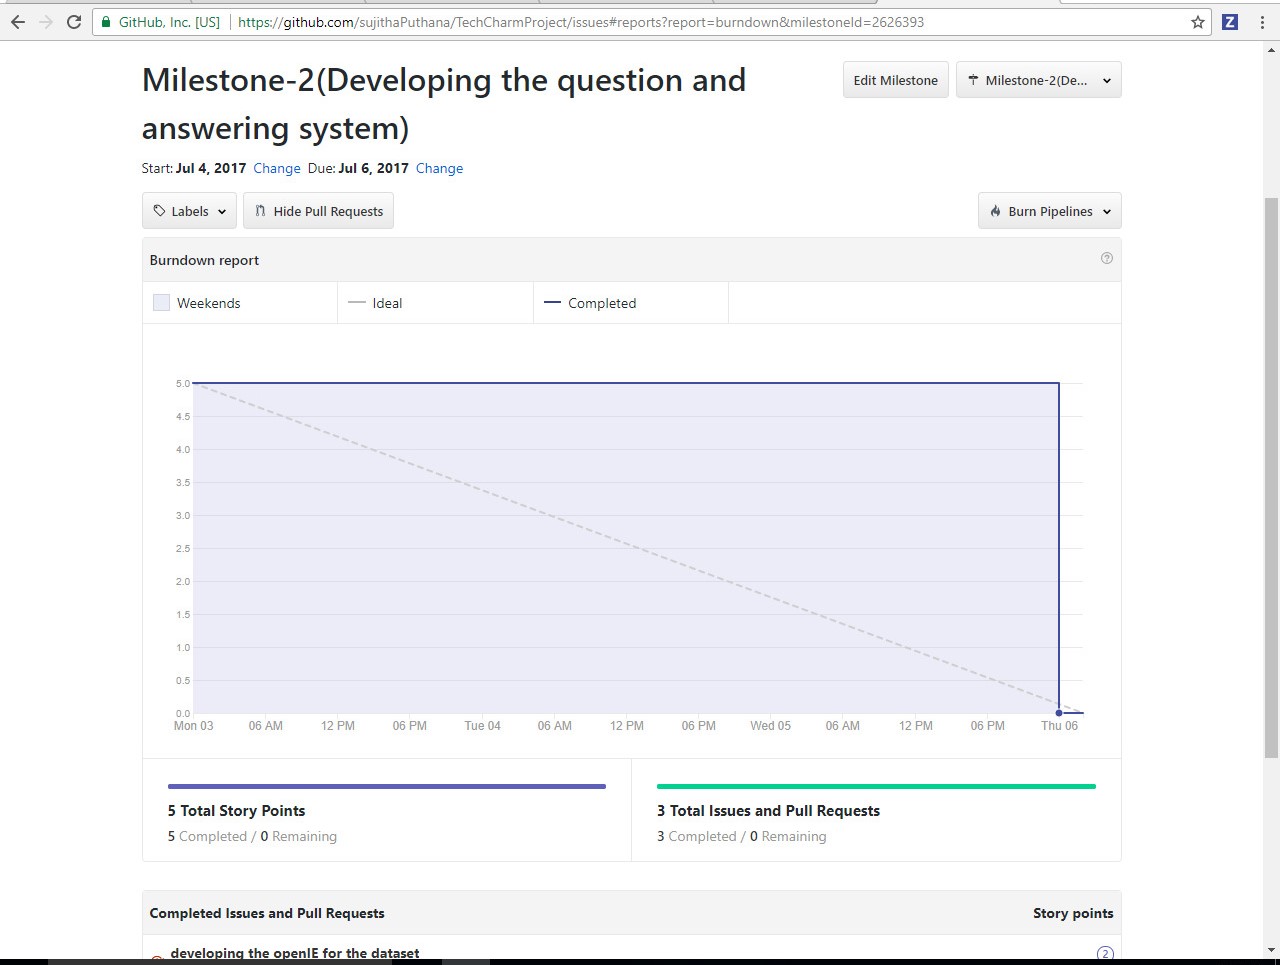 GitHub, Inc. [US] https://github.com/sujithaPuthana/TechCharmProject/issues#reports?report=burndown&milestoneId=2626393
Z
Milestone-2(Developing the question and
answering system)
Edit Milestone
Milestone-2(De...
Start: Jul 4, 2017 Change Due: Jul 6, 2017 Change
Labels
Hide Pull Requests
Burn Pipelines
Burndown report
?
Weekends
Ideal
Completed
5.0
4.5
4.0
3.5
3.0
2.5
2.0
1.5
1.0
0.5
0.0
Mon 03 06 AM 12 PM 06 PM Tue 04 06 AM 12 PM 06 PM Wed 05 06 AM 12 PM 06 PM Thu 06
5 Total Story Points
5 Completed / 0 Remaining
3 Total Issues and Pull Requests
3 Completed / 0 Remaining
Completed Issues and Pull Requests
Story points
developing the openIE for the dataset
2